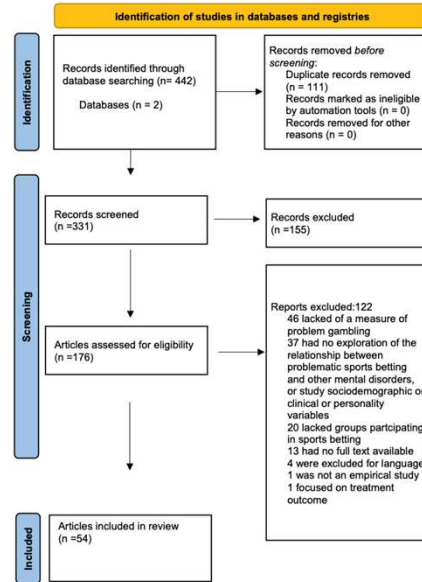 Identification of studies in databases and registries
Identification
Records identified through
database searching (n= 442)
Databases (n = 2)
Records removed before
screening:
Duplicate records removed
(n = 111)
Records marked as ineligible
by automation tools (n = 0)
Records removed for other
reasons (n = 0)
Screening
Records screened
(n =331)
Records excluded
(n =155)
Articles assessed for eligibility
(n =176)
Reports excluded:122
46 lacked of a measure of
problem gambling
37 had no exploration of the
relationship between
problematic sports betting
and other mental disorders,
or study sociodemographic or
clinical or personality
variables
20 lacked groups partcipating
in sports betting
13 had no full text available
4 were excluded for language
1 was not an empirical study
1 focused on treatment
outcome
Included
Articles included in review
(n =54)